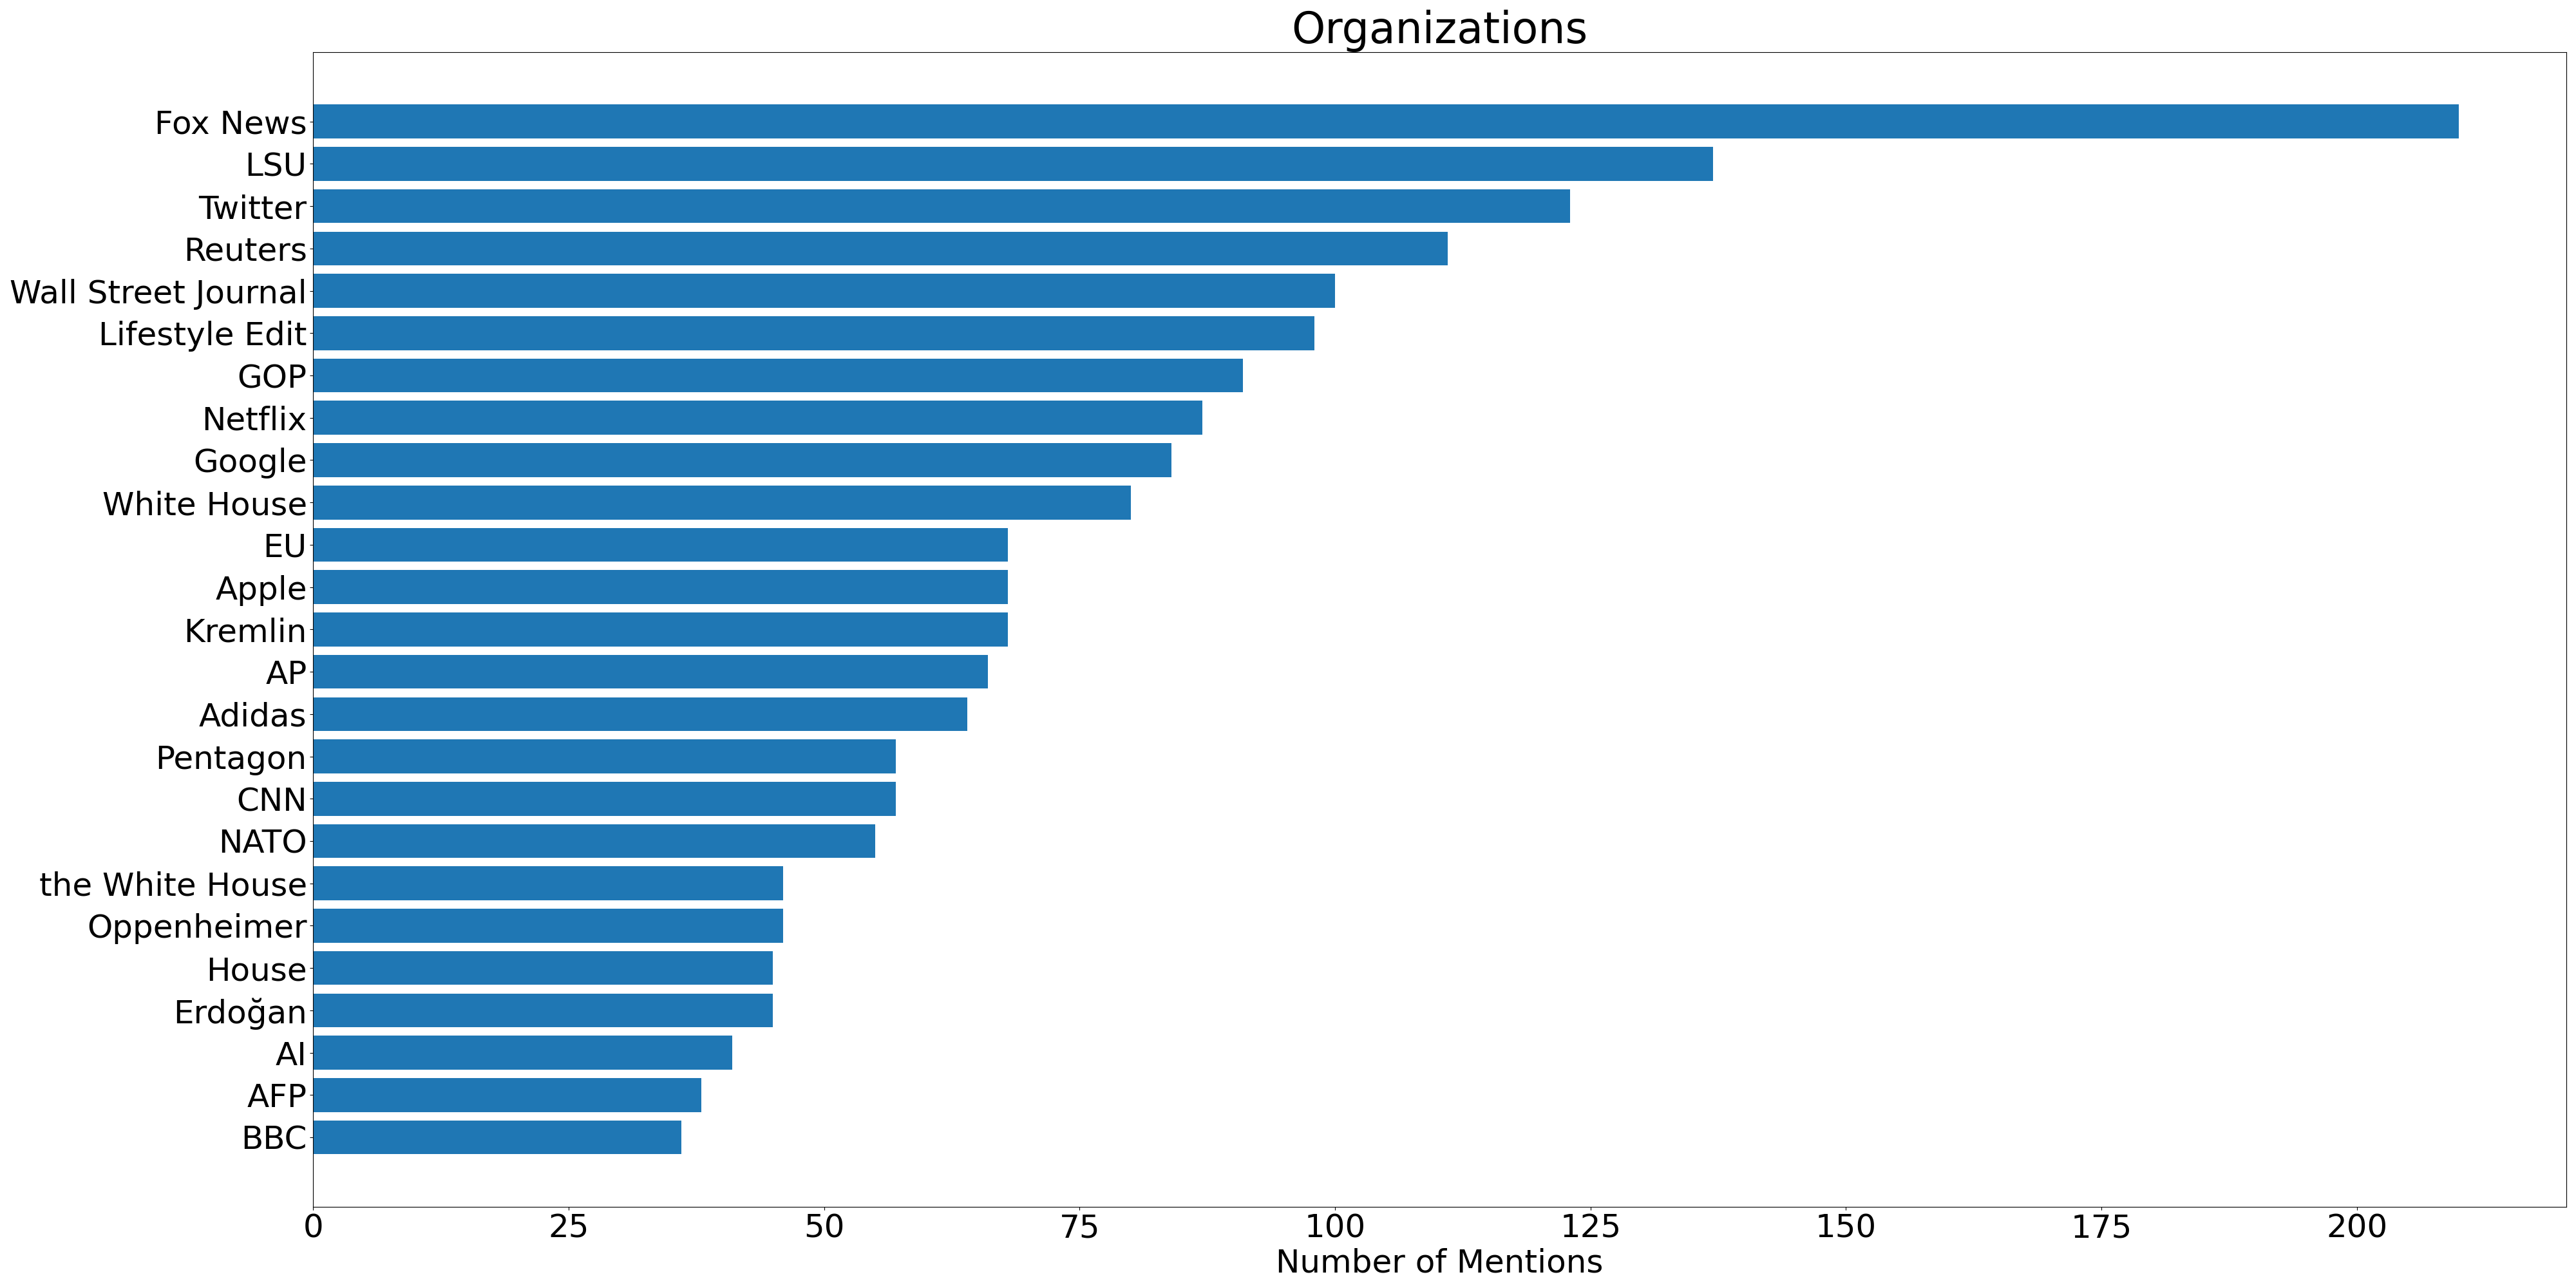 Organizations
Fox News
LSU
Twitter
Reuters
Wall Street Journal
Lifestyle Edit
GOP
Netflix
Google
White House
EU
Apple
Kremlin
AP
Adidas
Pentagon
CNN
NATO
the White House
Oppenheimer
House
Erdoğan
AI
AFP
BBC
0 25 50 75 100 125 150 175 200
Number of Mentions